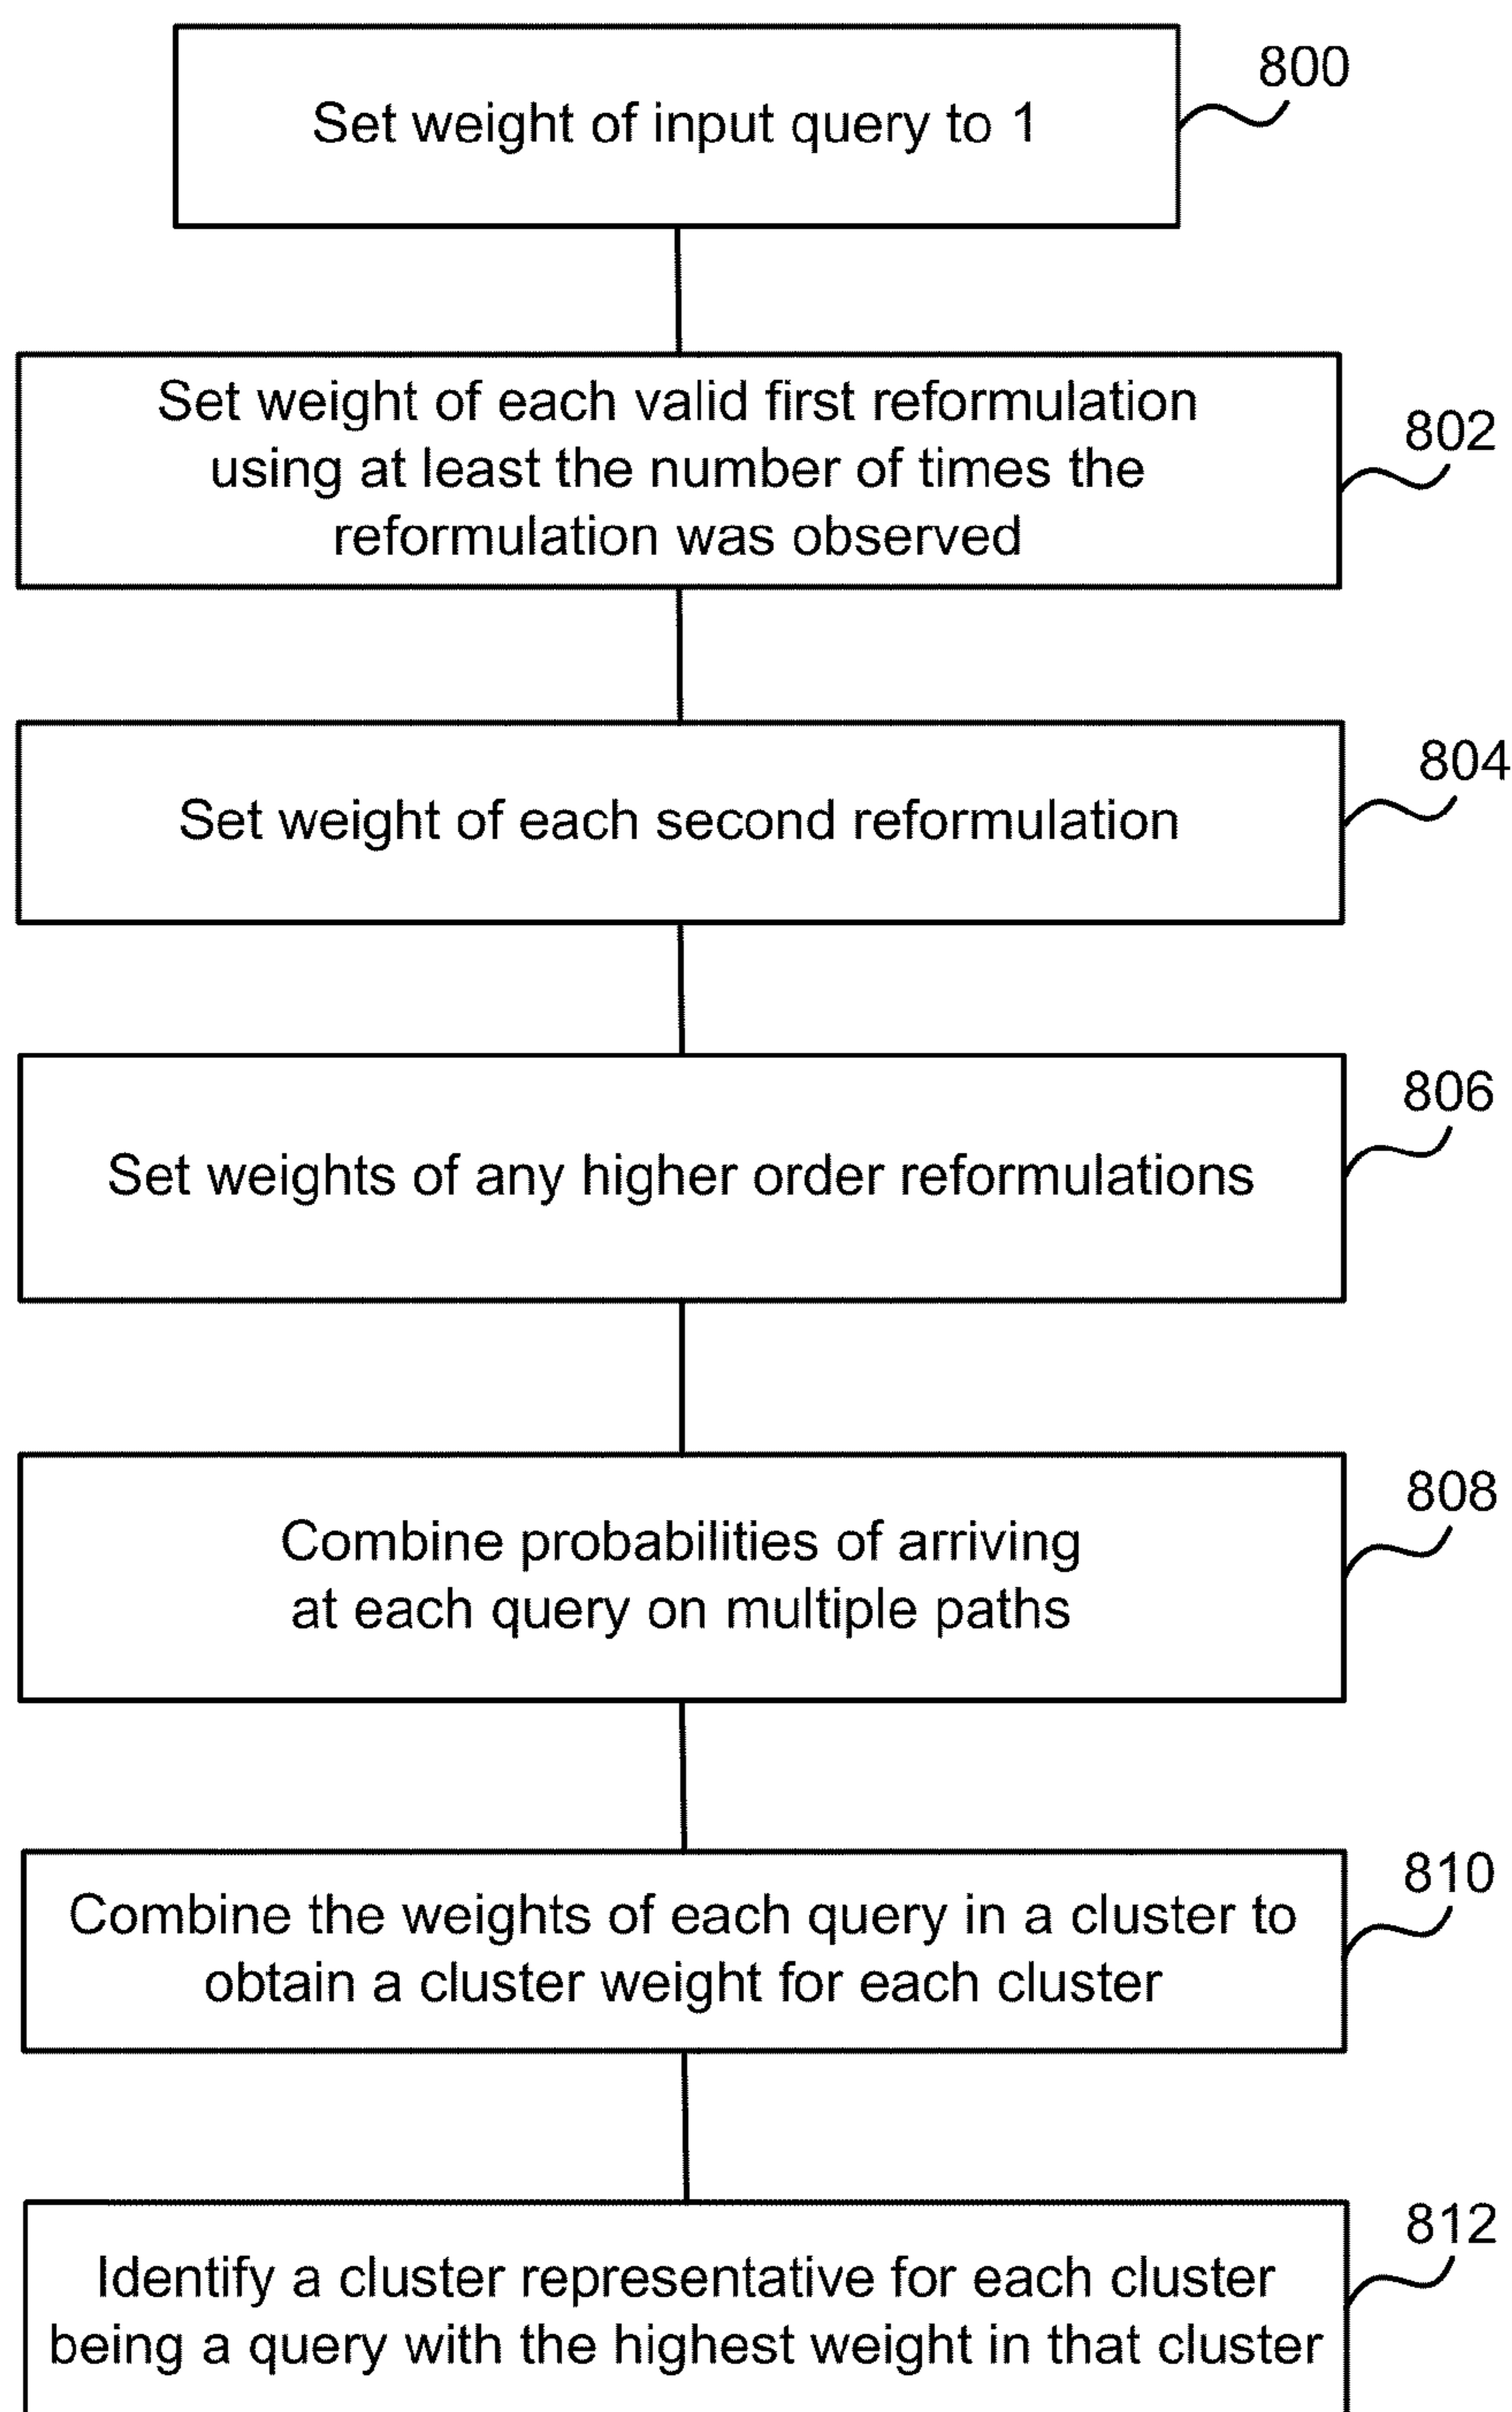 Set weight of input query to 1
800
Set weight of each valid first reformulation
using at least the number of times the
reformulation was observed
802
Set weight of each second reformulation
804
Set weights of any higher order reformulations
806
Combine probabilities of arriving
at each query on multiple paths
808
Combine the weights of each query in a cluster to
obtain a cluster weight for each cluster
810
Identify a cluster representative for each cluster
being a query with the highest weight in that cluster
812